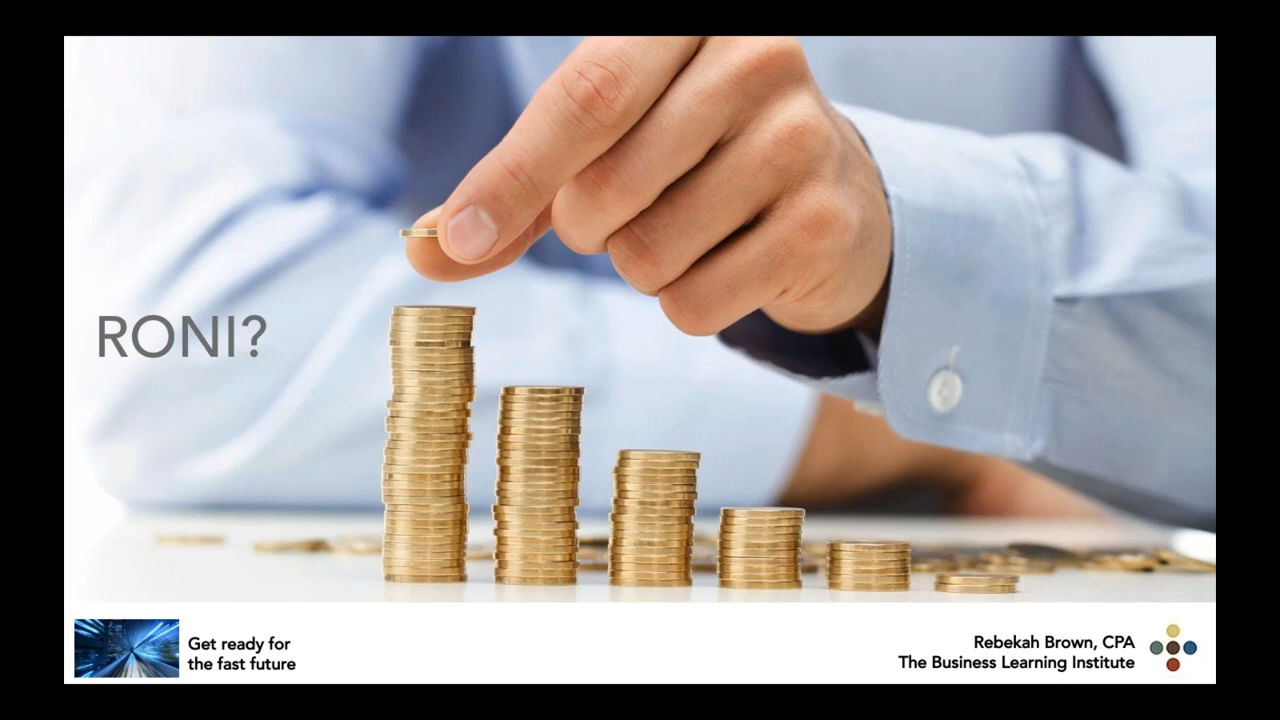 RONI?
Get ready for
the fast future
Rebekah Brown, CPA
The Business Learning Institute